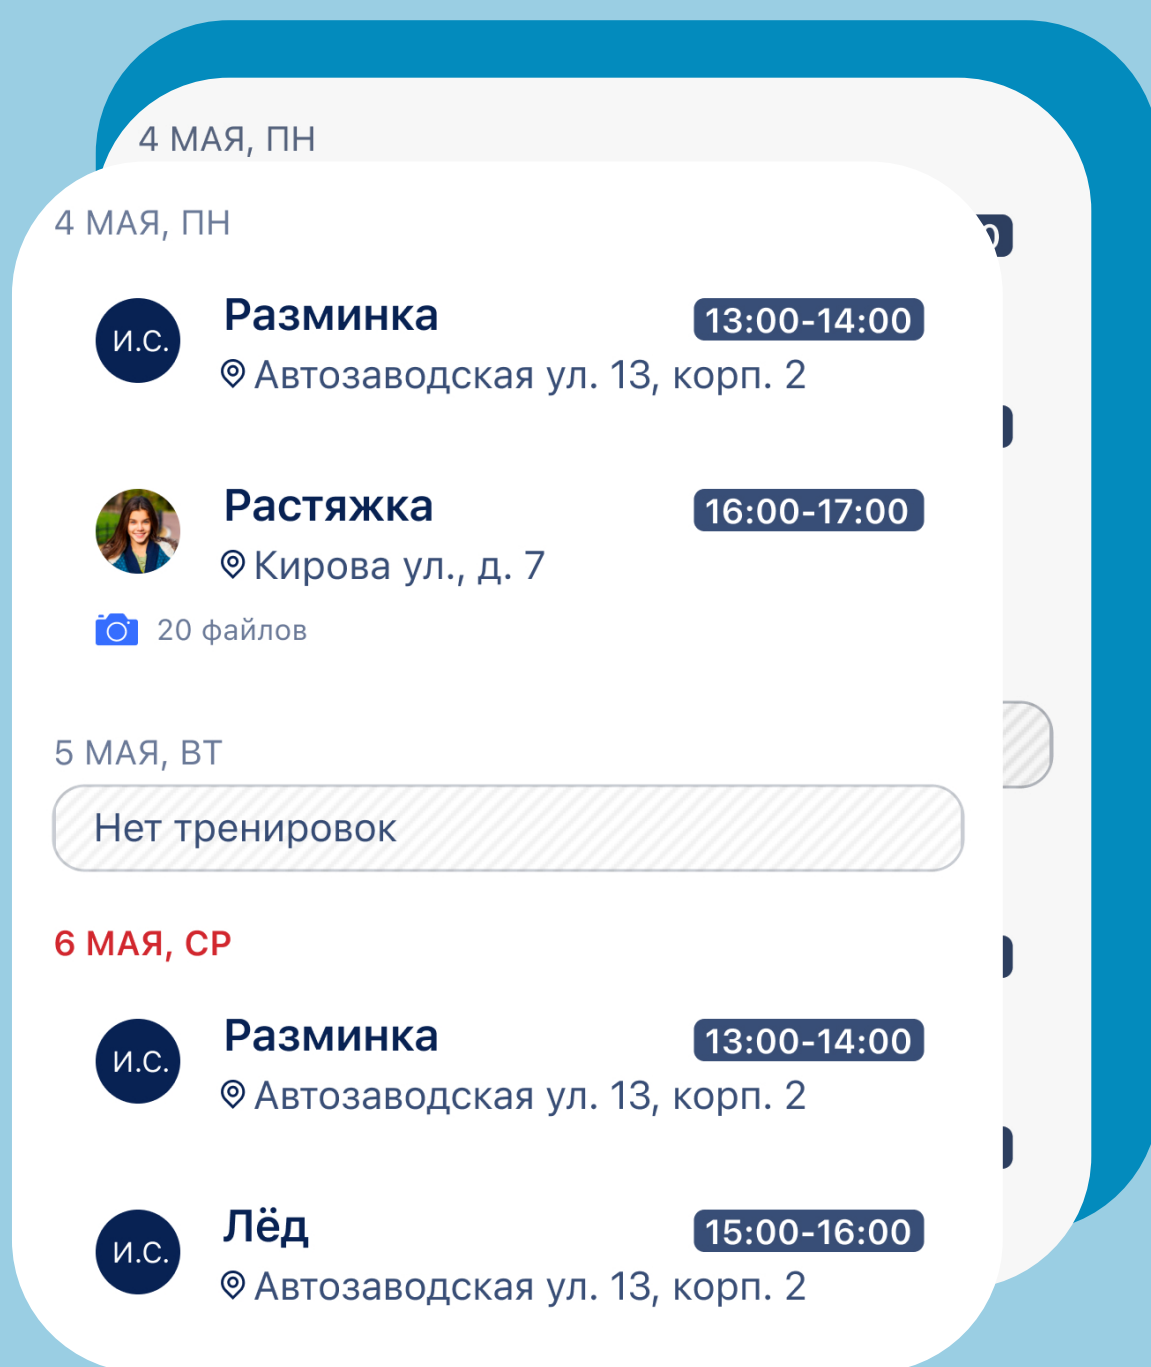 4 МАЯ, ПН
4 МАЯ, ПН
И.С.
Разминка
13:00-14:00
Автозаводская ул. 13, корп. 2
Растяжка
16:00-17:00
Кирова ул., д. 7
20 файлов
5 МАЯ, ВТ
Нет тренировок
6 МАЯ, СР
И.С.
Разминка
13:00-14:00
Автозаводская ул. 13, корп. 2
И.С.
Лёд
15:00-16:00
Автозаводская ул. 13, корп. 2